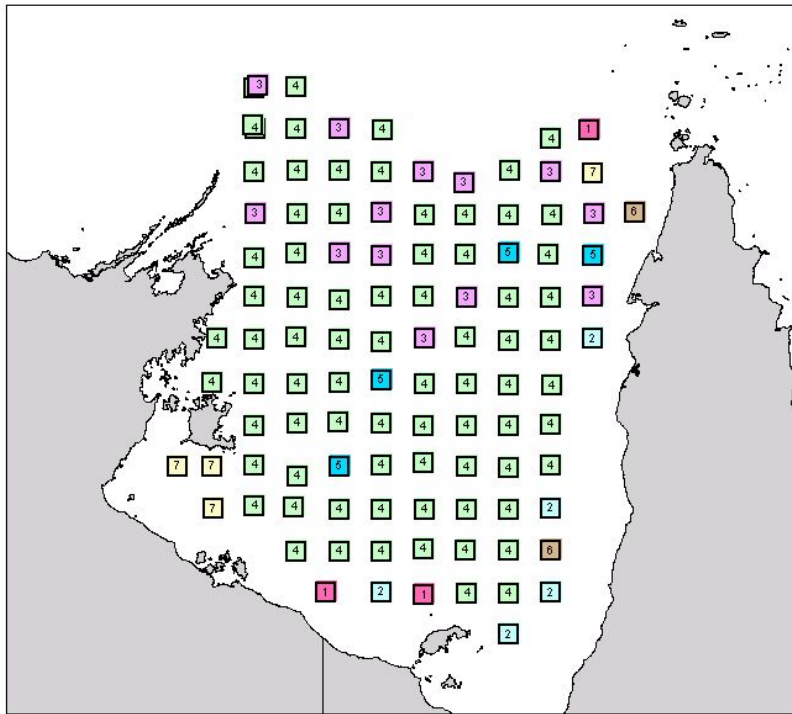 3 4
4 4 3 4 4 1
4 4 4 4 3 3 4 3 7
3 4 4 3 4 4 4 4 3 6
4 4 3 3 4 4 5 4 5
4 4 4 4 4 3 4 4 3
4 4 4 4 4 3 4 4 4 2
4 4 4 4 5 4 4 4 4
4 4 4 4 4 4 4 4
7 7 4 4 5 4 4 4 4 4
7 4 4 4 4 4 4 4 2
4 4 4 4 4 4 6
1 2 1 4 4 2
2